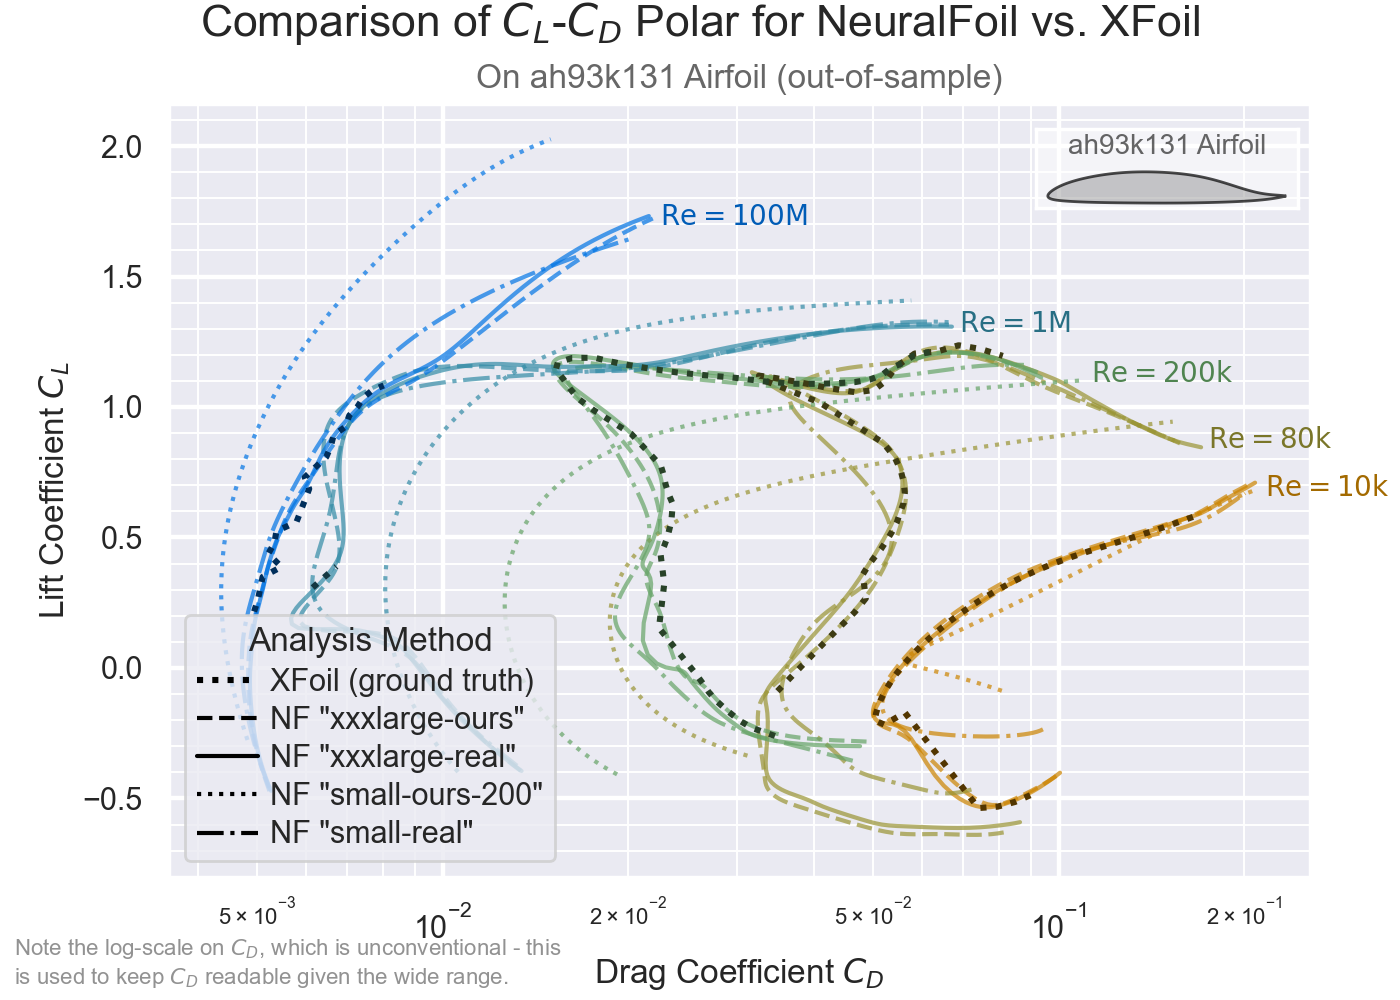 Comparison of C_L-C_D Polar for NeuralFoil vs. XFoil
On ah93k131 Airfoil (out-of-sample)
ah93k131 Airfoil
Re = 100M
Re = 1M
Re = 200k
Re = 80k
Re = 10k
Lift Coefficient C_L
2.0
1.5
1.0
0.5
0.0
−0.5
Analysis Method
XFoil (ground truth)
NF "xxxlarge-ours"
NF "xxxlarge-real"
NF "small-ours-200"
NF "small-real"
5 × 10⁻³
10⁻²
2 × 10⁻²
5 × 10⁻²
10⁻¹
2 × 10⁻¹
Drag Coefficient C_D
Note the log-scale on C_D, which is unconventional - this
is used to keep C_D readable given the wide range.